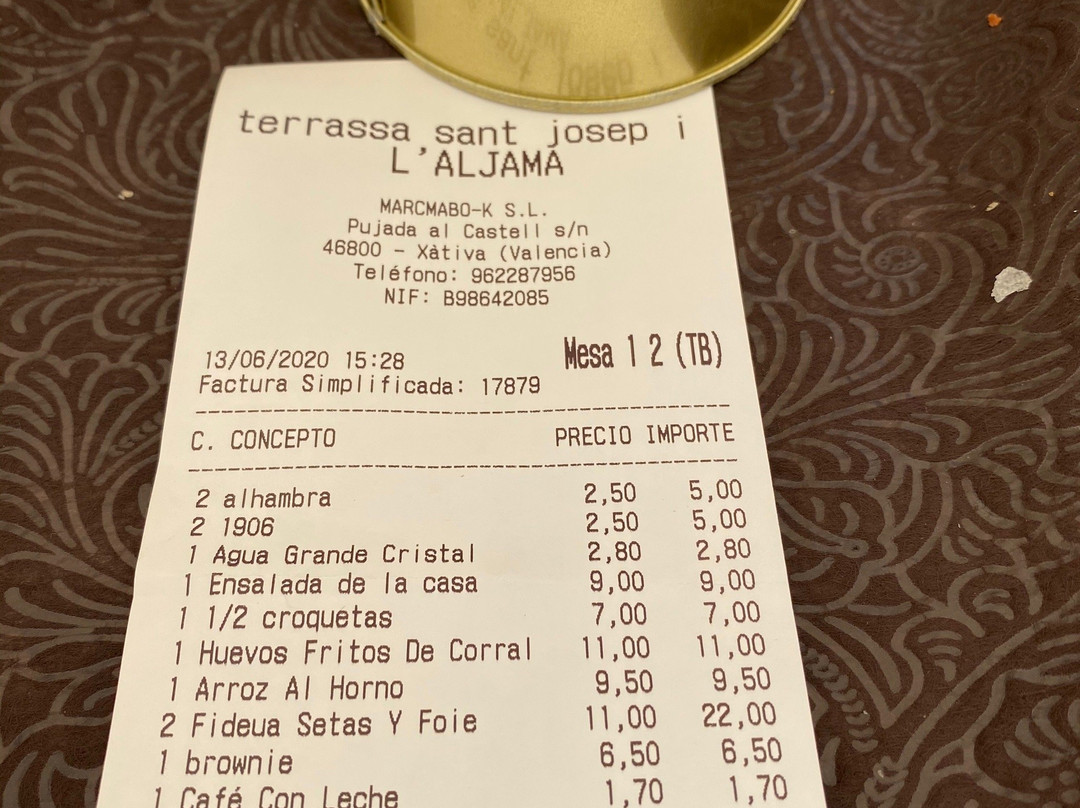 terrassa sant josep i
L'ALJAMA
MARCMABO-K S.L.
Pujada al Castell s/n
46800 - Xàtiva (Valencia)
Teléfono: 962287956
NIF: B98642085
13/06/2020 15:28 Mesa 1 2 (TB)
Factura Simplificada: 17879
C. CONCEPTO PRECIO IMPORTE
2 alhambra 2,50 5,00
2 1906 2,50 5,00
1 Agua Grande Cristal 2,80 2,80
1 Ensalada de la casa 9,00 9,00
1 1/2 croquetas 7,00 7,00
1 Huevos Fritos De Corral 11,00 11,00
1 Arroz Al Horno 9,50 9,50
2 Fideua Setas Y Foie 11,00 22,00
1 brownie 6,50 6,50
1 Café Con Leche 1,70 1,70